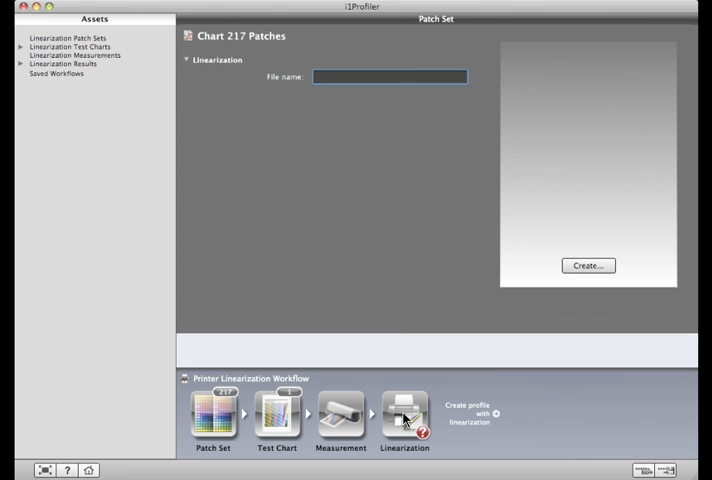 i1Profiler
Assets
Patch Set
Linearization Patch Sets
Linearization Test Charts
Linearization Measurements
Linearization Results
Saved Workflows
Chart 217 Patches
Linearization
File name:
Create...
Printer Linearization Workflow
217
1
?
Patch Set
Test Chart
Measurement
Linearization
Create profile
with
linearization
?